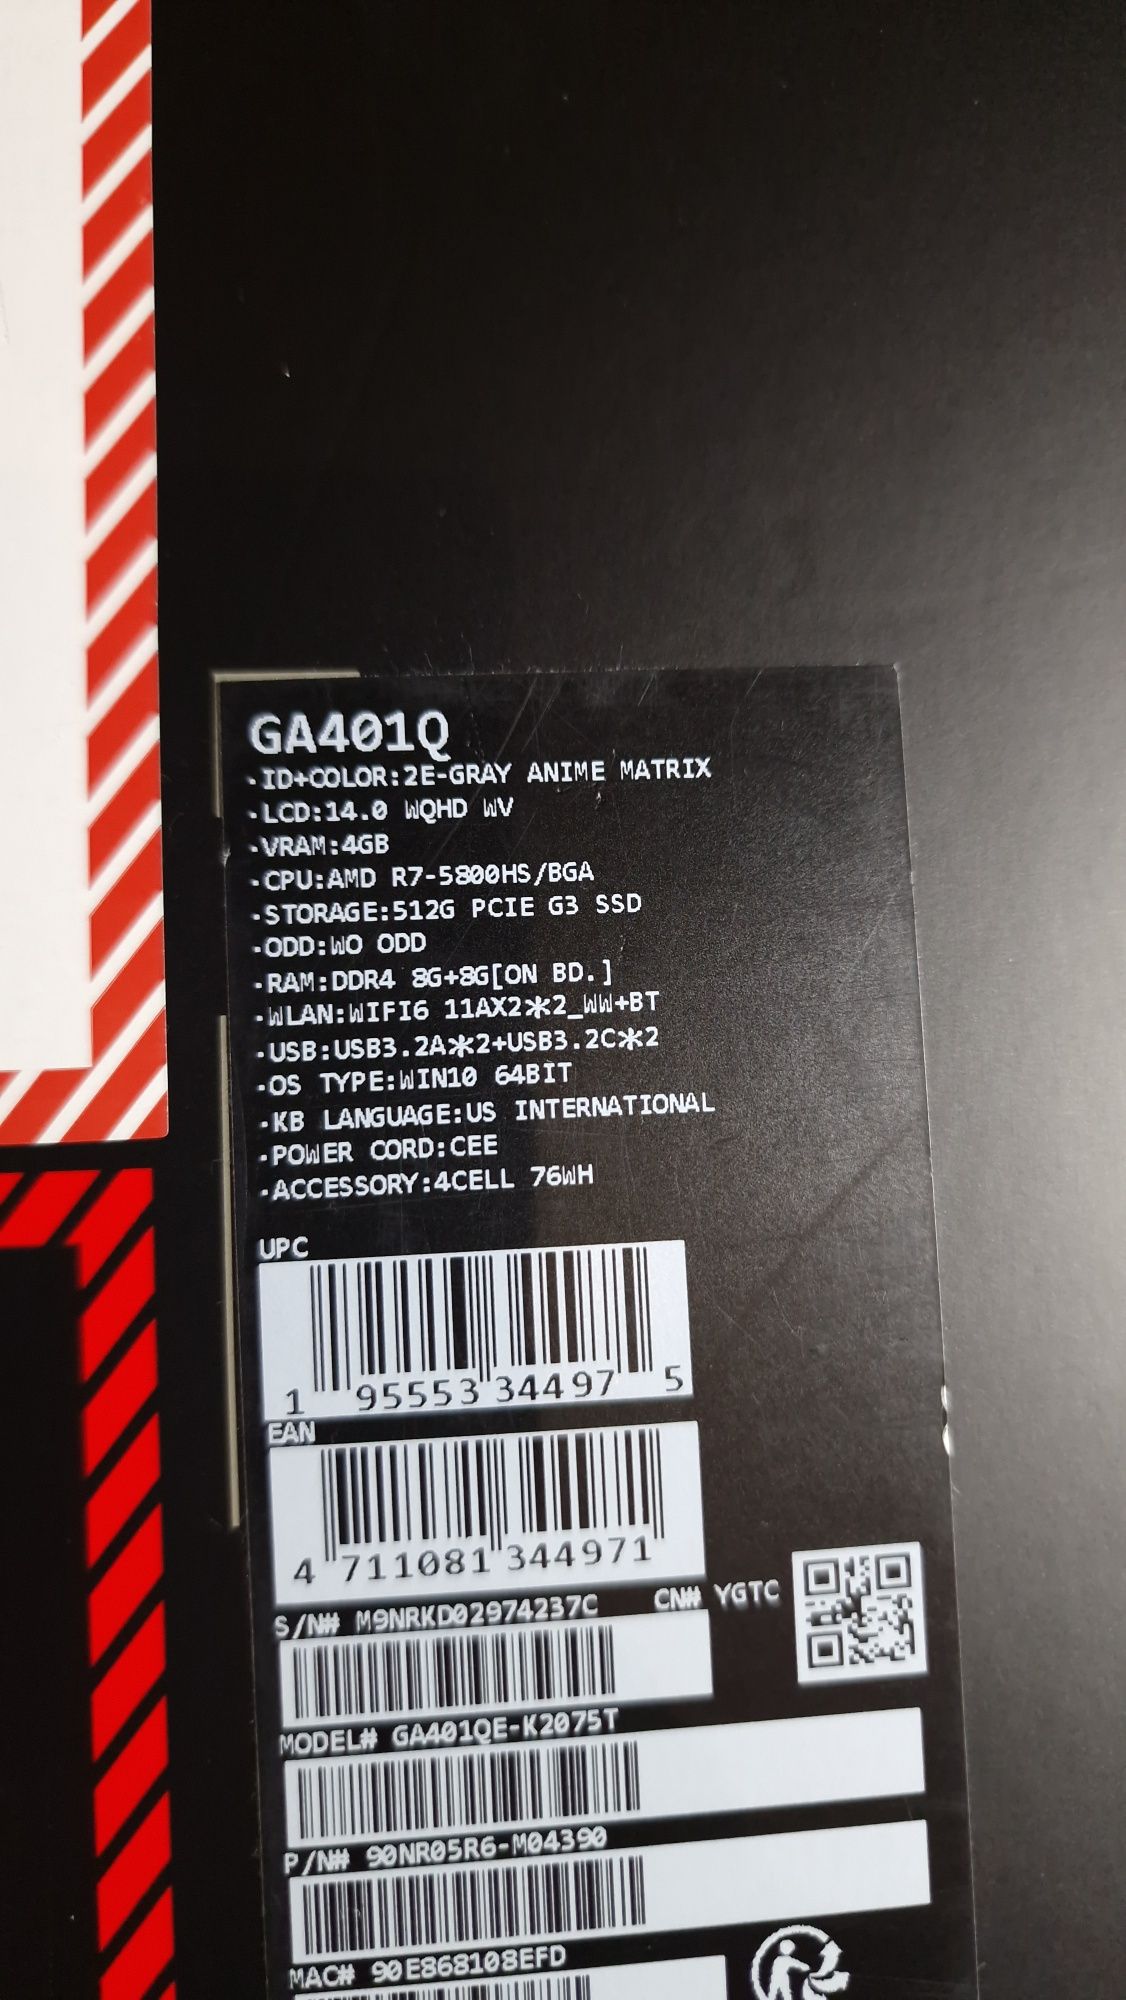 GA401Q
·ID+COLOR:2E-GRAY ANIME MATRIX
·LCD:14.0 WQHD WV
·VRAM:4GB
·CPU:AMD R7-5800HS/BGA
·STORAGE:512G PCIE G3 SSD
·ODD:WO ODD
·RAM:DDR4 8G+8G[ON BD.]
·WLAN:WIFI6 11AX2*2_WW+BT
·USB:USB3.2A*2+USB3.2C*2
·OS TYPE:WIN10 64BIT
·KB LANGUAGE:US INTERNATIONAL
·POWER CORD:CEE
·ACCESSORY:4CELL 76WH
UPC
1 95553 34497 5
EAN
4 711081 344971
S/N# M9NRKD02974237C CN# YGTC
MODEL# GA401QE-K2075T
P/N# 90NR05R6-M04390
MAC# 90E868108EFD